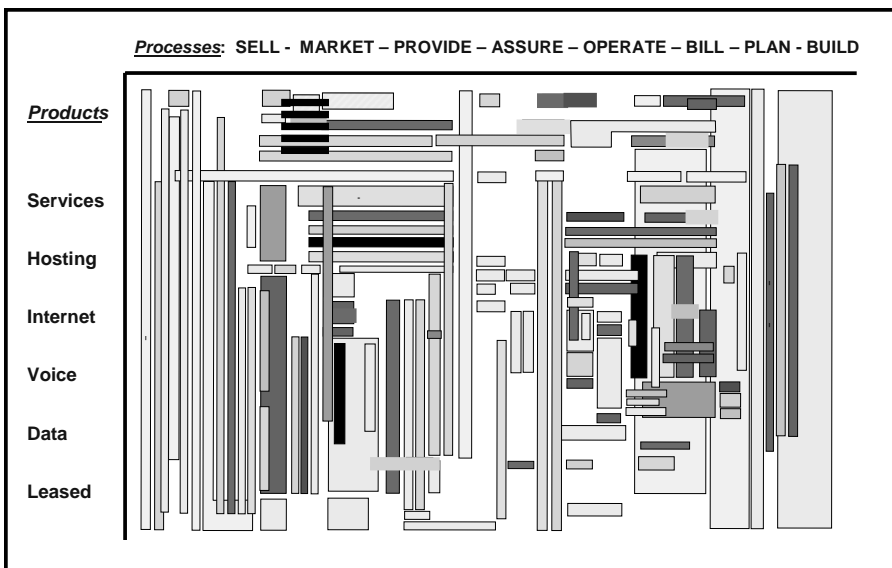 Processes: SELL - MARKET – PROVIDE – ASSURE – OPERATE – BILL – PLAN - BUILD
Products
Services
Hosting
Internet
Voice
Data
Leased